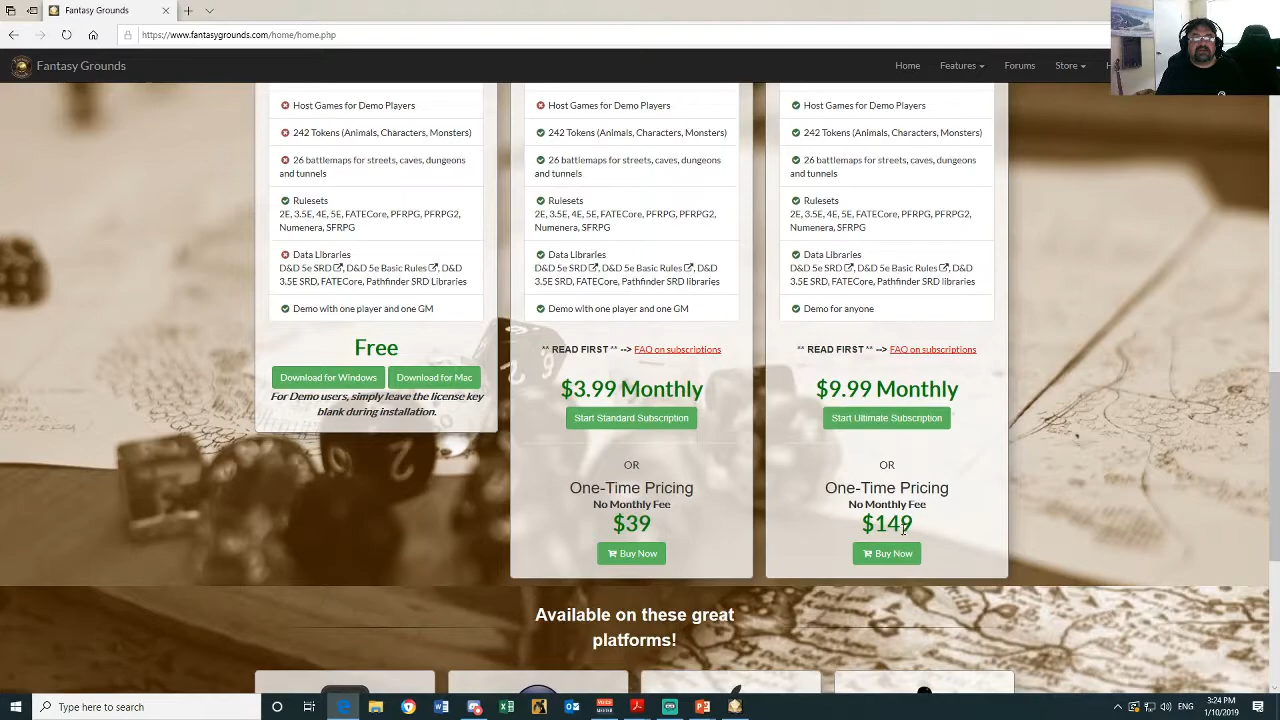 Fantasy Grounds
https://www.fantasygrounds.com/home/home.php
Fantasy Grounds
Home Features Forums Store H
Host Games for Demo Players
242 Tokens (Animals, Characters, Monsters)
26 battlemaps for streets, caves, dungeons
and tunnels
Rulesets
2E, 3.5E, 4E, 5E, FATECore, PFRPG, PFRPG2,
Numenera, SFRPG
Data Libraries
D&D 5e SRD, D&D 5e Basic Rules, D&D
3.5E SRD, FATECore, Pathfinder SRD Libraries
Demo with one player and one GM
Free
Download for Windows Download for Mac
For Demo users, simply leave the license key
blank during installation.
Host Games for Demo Players
242 Tokens (Animals, Characters, Monsters)
26 battlemaps for streets, caves, dungeons
and tunnels
Rulesets
2E, 3.5E, 4E, 5E, FATECore, PFRPG, PFRPG2,
Numenera, SFRPG
Data Libraries
D&D 5e SRD, D&D 5e Basic Rules, D&D
3.5E SRD, FATECore, Pathfinder SRD libraries
Demo with one player and one GM
** READ FIRST ** --> FAQ on subscriptions
$3.99 Monthly
Start Standard Subscription
OR
One-Time Pricing
No Monthly Fee
$39
Buy Now
Host Games for Demo Players
242 Tokens (Animals, Characters, Monsters)
26 battlemaps for streets, caves, dungeons
and tunnels
Rulesets
2E, 3.5E, 4E, 5E, FATECore, PFRPG, PFRPG2,
Numenera, SFRPG
Data Libraries
D&D 5e SRD, D&D 5e Basic Rules, D&D
3.5E SRD, FATECore, Pathfinder SRD libraries
Demo for anyone
** READ FIRST ** --> FAQ on subscriptions
$9.99 Monthly
Start Ultimate Subscription
OR
One-Time Pricing
No Monthly Fee
$149
Buy Now
Available on these great
platforms!
Type here to search
3:24 PM
1/10/2019